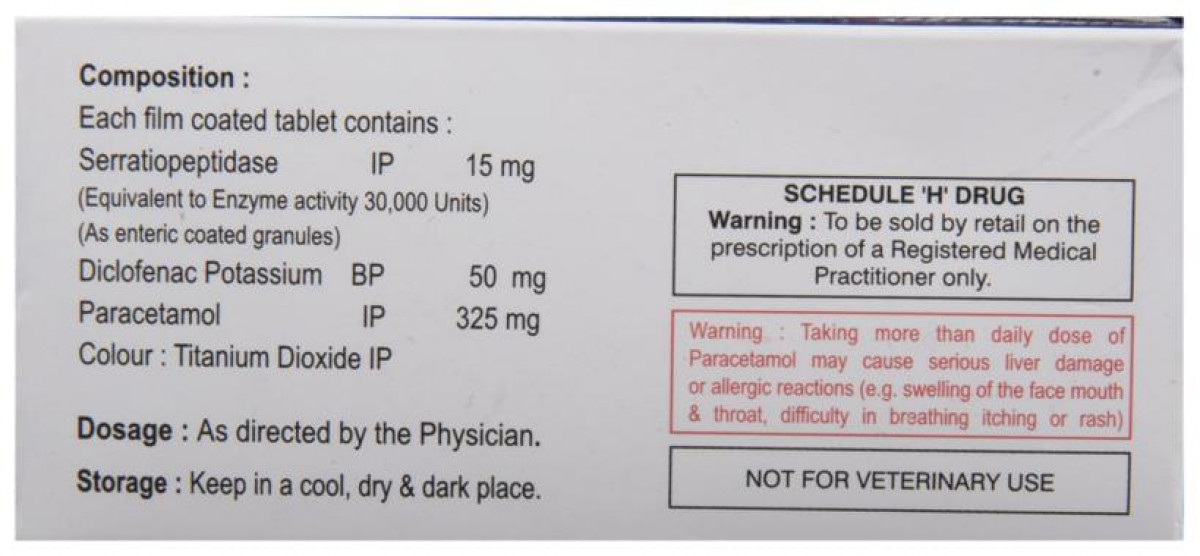 Composition :
Each film coated tablet contains :
Serratiopeptidase IP 15 mg
(Equivalent to Enzyme activity 30,000 Units)
(As enteric coated granules)
Diclofenac Potassium BP 50 mg
Paracetamol IP 325 mg
Colour : Titanium Dioxide IP
Dosage : As directed by the Physician.
Storage : Keep in a cool, dry & dark place.
SCHEDULE 'H' DRUG
Warning : To be sold by retail on the
prescription of a Registered Medical
Practitioner only.
Warning : Taking more than daily dose of
Paracetamol may cause serious liver damage
or allergic reactions (e.g. swelling of the face mouth
& throat, difficulty in breathing itching or rash)
NOT FOR VETERINARY USE